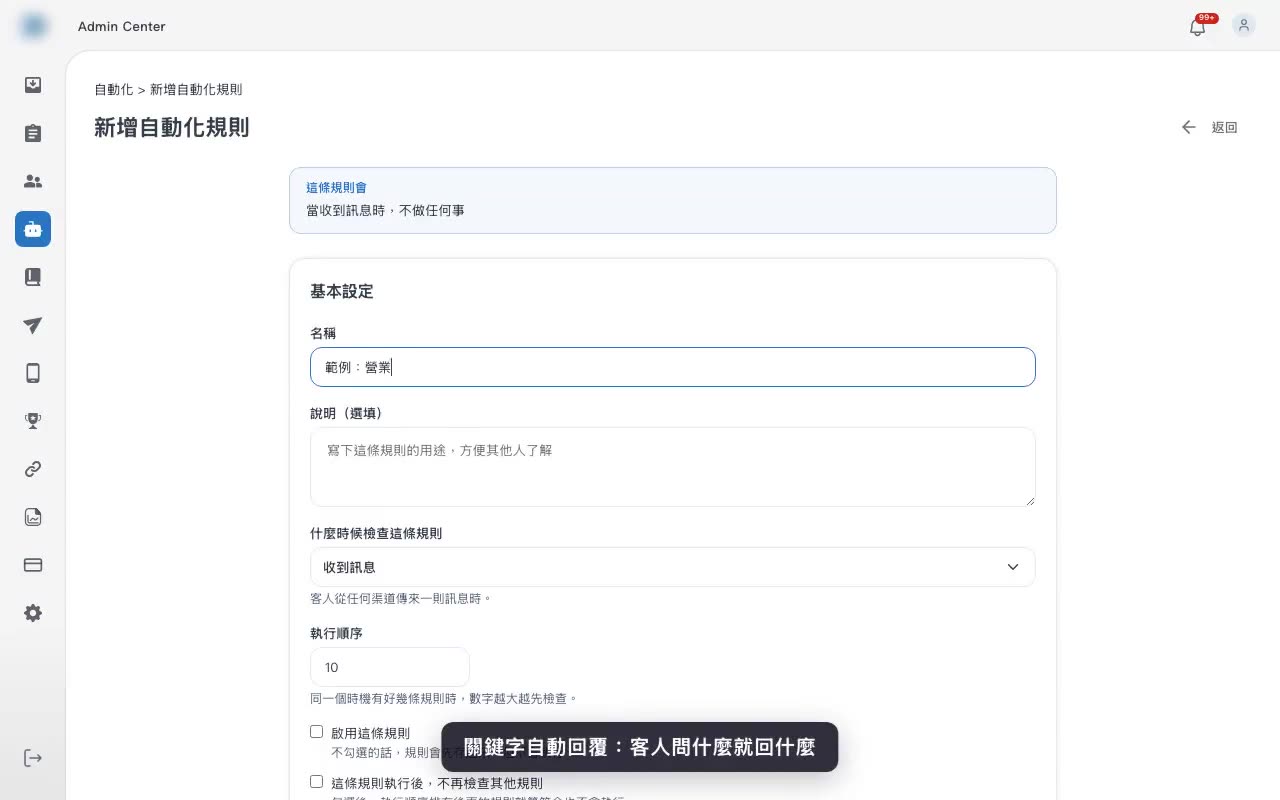 Admin Center
99+
自動化 > 新增自動化規則
新增自動化規則
返回
這條規則會
當收到訊息時，不做任何事
基本設定
名稱
範例：營業
說明（選填）
寫下這條規則的用途，方便其他人了解
什麼時候檢查這條規則
收到訊息
客人從任何渠道傳來一則訊息時。
執行順序
10
同一個時機有好幾條規則時，數字越大越先檢查。
啟用這條規則
不勾選的話，規則會先
關鍵字自動回覆：客人問什麼就回什麼
這條規則執行後，不再檢查其他規則